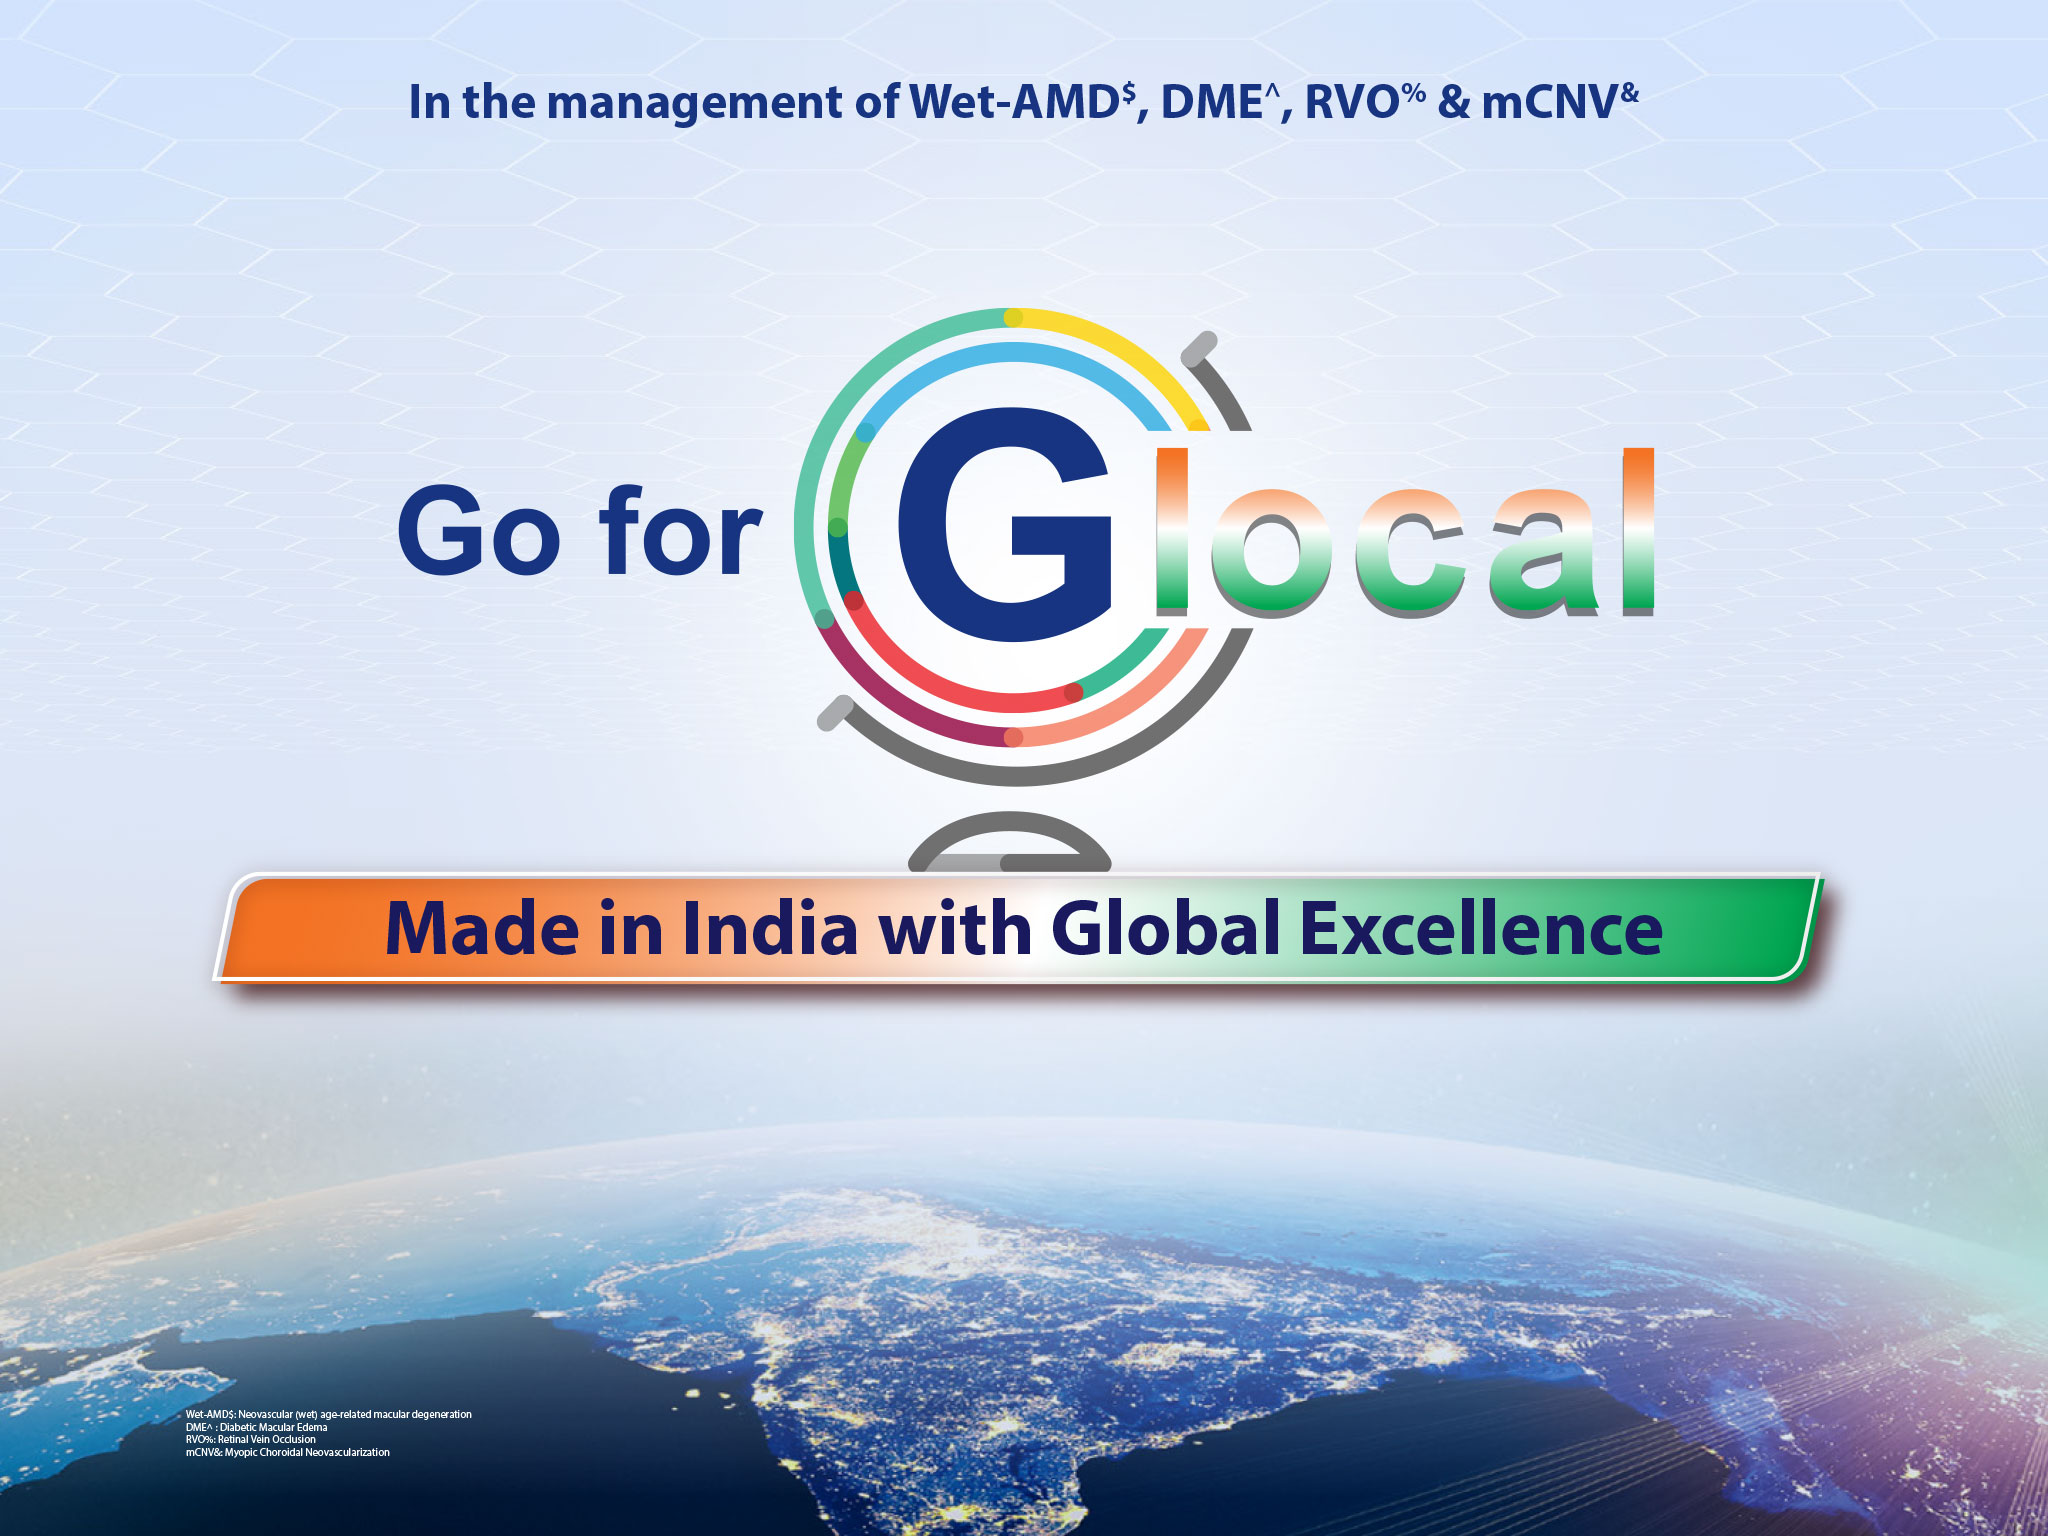 In the management of Wet-AMD$, DME^, RVO% & mCNV&
Go for Glocal
Made in India with Global Excellence
Wet-AMD$: Neovascular (wet) age-related macular degeneration
DME^ : Diabetic Macular Edema
RVO%: Retinal Vein Occlusion
mCNV&: Myopic Choroidal Neovascularization